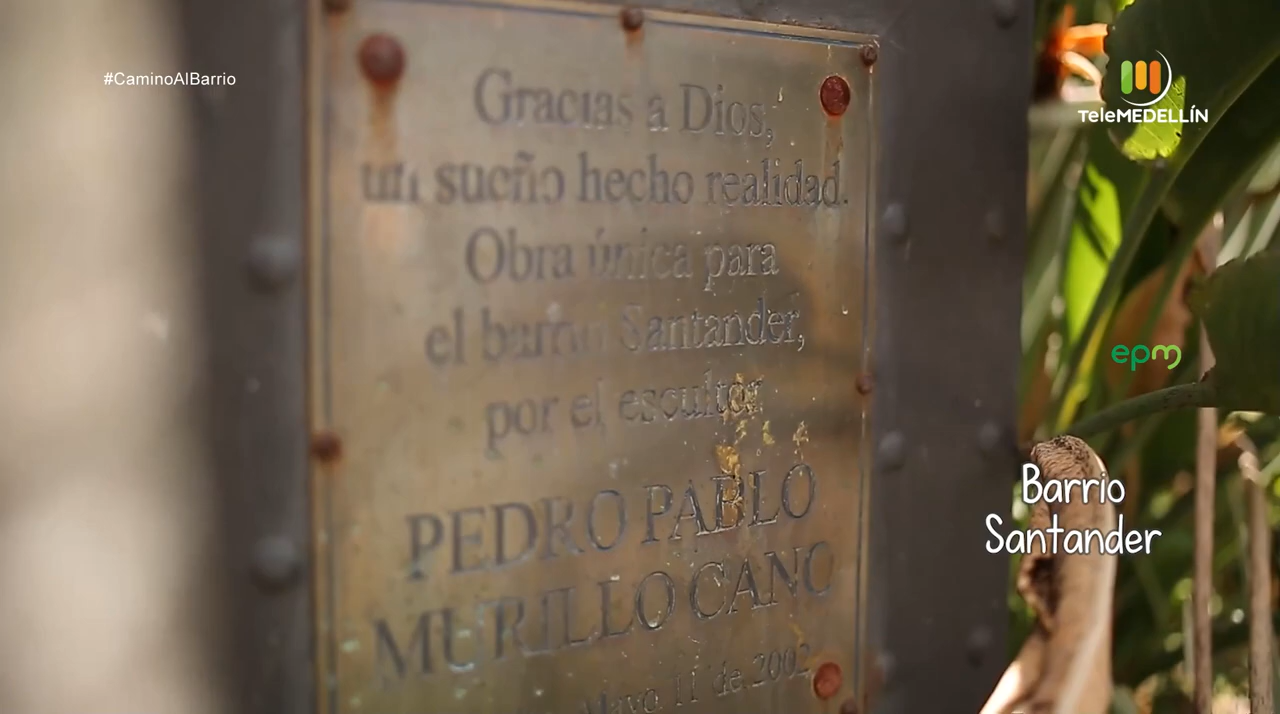 #CaminoAlBarrio
TeleMEDELLÍN
Gracias a Dios,
un sueño hecho realidad.
Obra única para
el barrio Santander,
por el escultor
PEDRO PABLO
MURILLO CANO
Mayo 11 de 2002
epm
Barrio
Santander